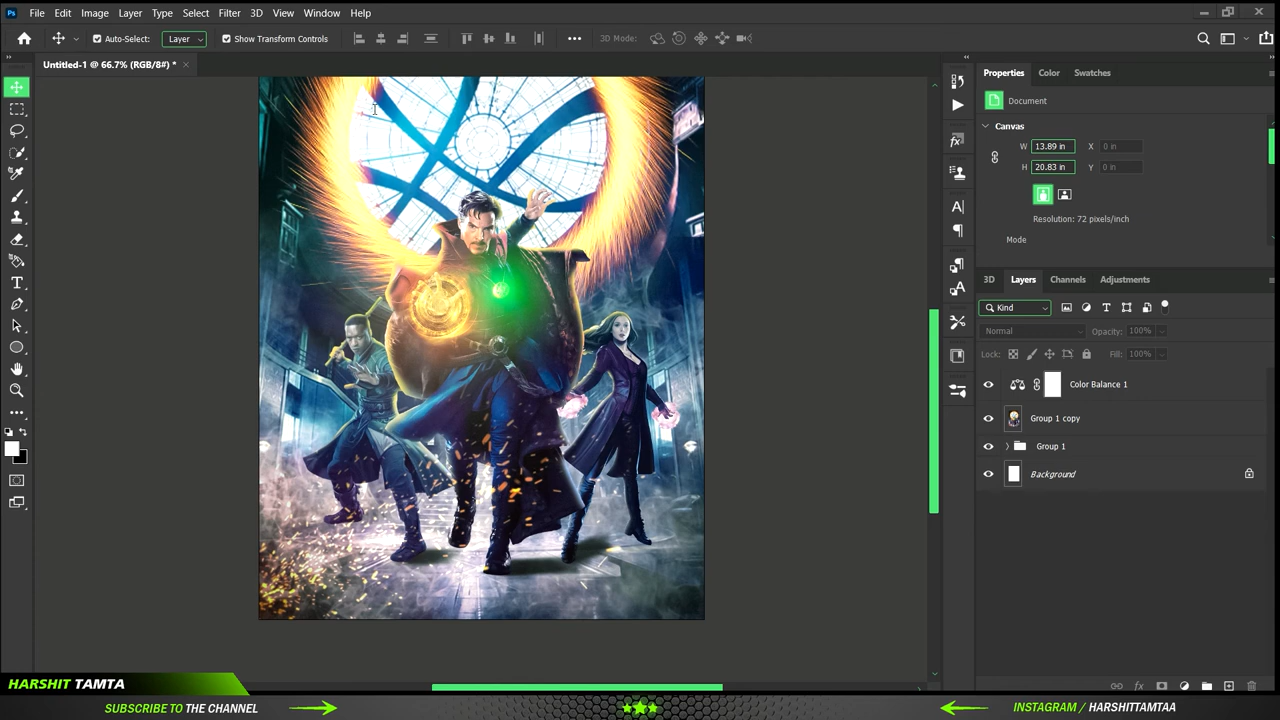 Ps File Edit Image Layer Type Select Filter 3D View Window Help
Auto-Select: Layer Show Transform Controls 3D Mode:
Untitled-1 @ 66.7% (RGB/8#) *
Properties Color Swatches
Document
Canvas
W 13.89 in X 0 in
H 20.83 in Y 0 in
Resolution: 72 pixels/inch
Mode
3D Layers Channels Adjustments
Kind
Normal Opacity: 100%
Lock: Fill: 100%
Color Balance 1
Group 1 copy
Group 1
Background
HARSHIT TAMTA
SUBSCRIBE TO THE CHANNEL
INSTAGRAM / HARSHITTAMTAA